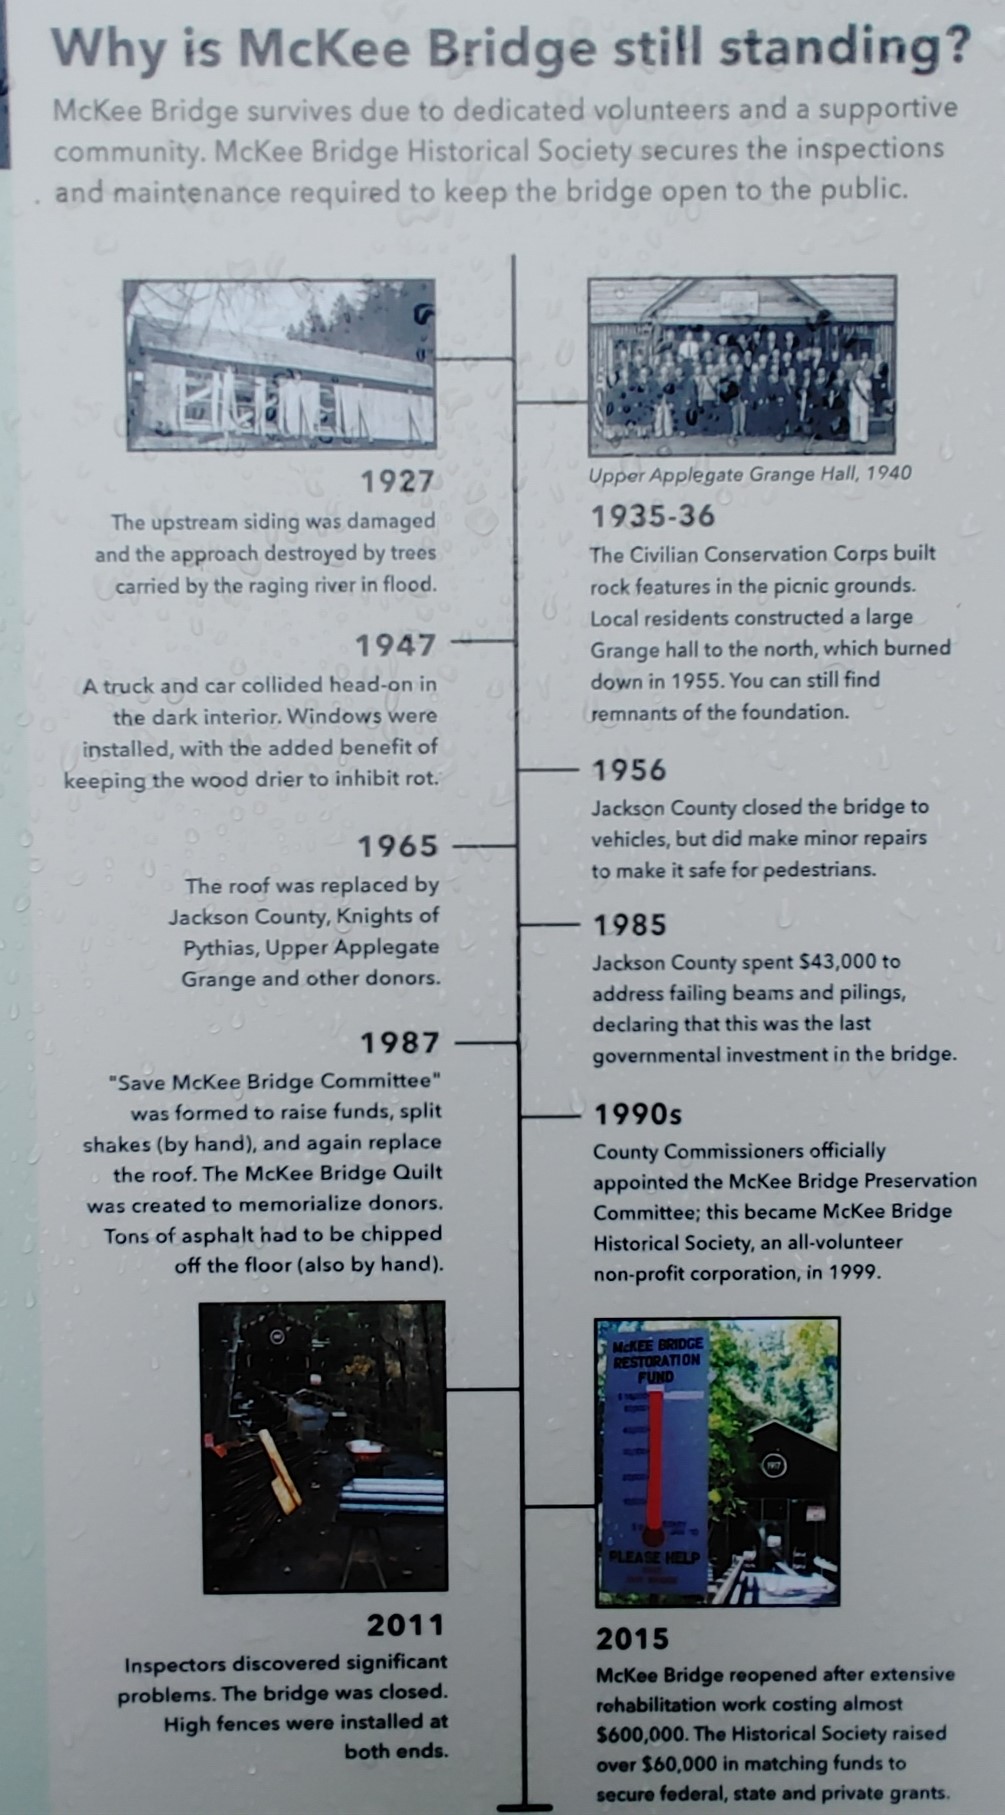 Why is McKee Bridge still standing?
McKee Bridge survives due to dedicated volunteers and a supportive
community. McKee Bridge Historical Society secures the inspections
and maintenance required to keep the bridge open to the public.
1927
The upstream siding was damaged
and the approach destroyed by trees
carried by the raging river in flood.
Upper Applegate Grange Hall, 1940
1935-36
The Civilian Conservation Corps built
rock features in the picnic grounds.
Local residents constructed a large
Grange hall to the north, which burned
down in 1955. You can still find
remnants of the foundation.
1947
A truck and car collided head-on in
the dark interior. Windows were
installed, with the added benefit of
keeping the wood drier to inhibit rot.
1956
Jackson County closed the bridge to
vehicles, but did make minor repairs
to make it safe for pedestrians.
1965
The roof was replaced by
Jackson County, Knights of
Pythias, Upper Applegate
Grange and other donors.
1985
Jackson County spent $43,000 to
address failing beams and pilings,
declaring that this was the last
governmental investment in the bridge.
1987
"Save McKee Bridge Committee"
was formed to raise funds, split
shakes (by hand), and again replace
the roof. The McKee Bridge Quilt
was created to memorialize donors.
Tons of asphalt had to be chipped
off the floor (also by hand).
1990s
County Commissioners officially
appointed the McKee Bridge Preservation
Committee; this became McKee Bridge
Historical Society, an all-volunteer
non-profit corporation, in 1999.
2011
Inspectors discovered significant
problems. The bridge was closed.
High fences were installed at
both ends.
McKEE BRIDGE
RESTORATION
FUND
PLEASE HELP
1917
2015
McKee Bridge reopened after extensive
rehabilitation work costing almost
$600,000. The Historical Society raised
over $60,000 in matching funds to
secure federal, state and private grants.